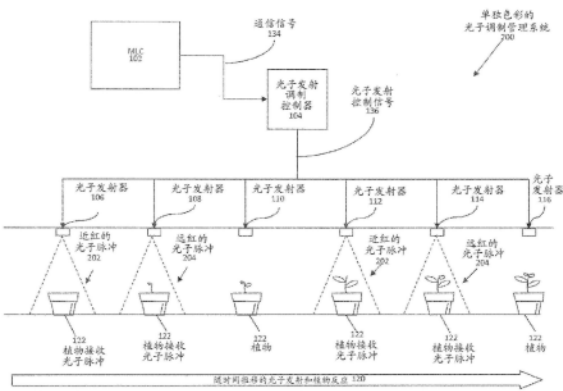 单独色彩的
光子调制管理系统
200
MLC
102
通信信号
134
光子发射
调制
控制器
104
光子发射
控制信号
136
光子发射器
106
光子发射器
108
光子发射器
110
光子发射器
112
光子发射器
114
光子
发射器
116
近红的
光子脉冲
202
远红的
光子脉冲
204
近红的
光子脉冲
202
远红的
光子脉冲
204
122
植物接收
光子脉冲
122
植物接收
光子脉冲
122
植物
122
植物接收
光子脉冲
122
植物接收
光子脉冲
122
植物
随时间推移的光子发射和植物反应 120